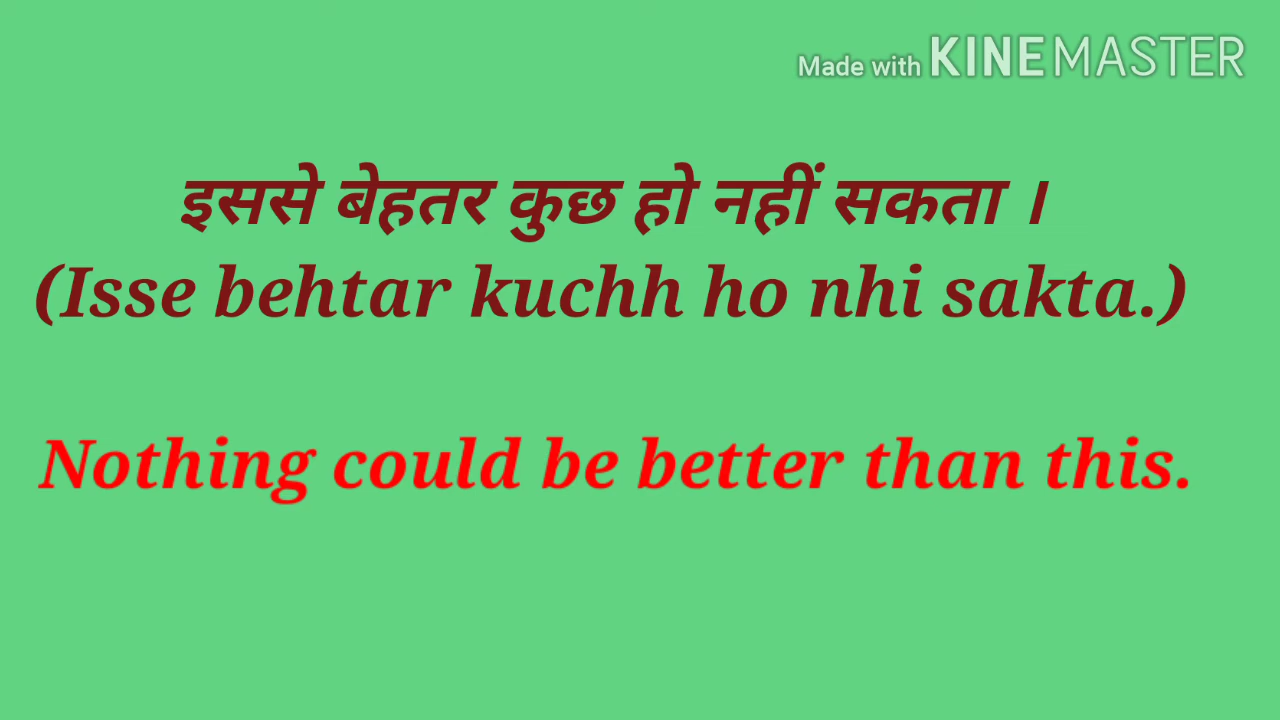 Made with KINEMASTER
इससे बेहतर कुछ हो नहीं सकता ।
(Isse behtar kuchh ho nhi sakta.)
Nothing could be better than this.